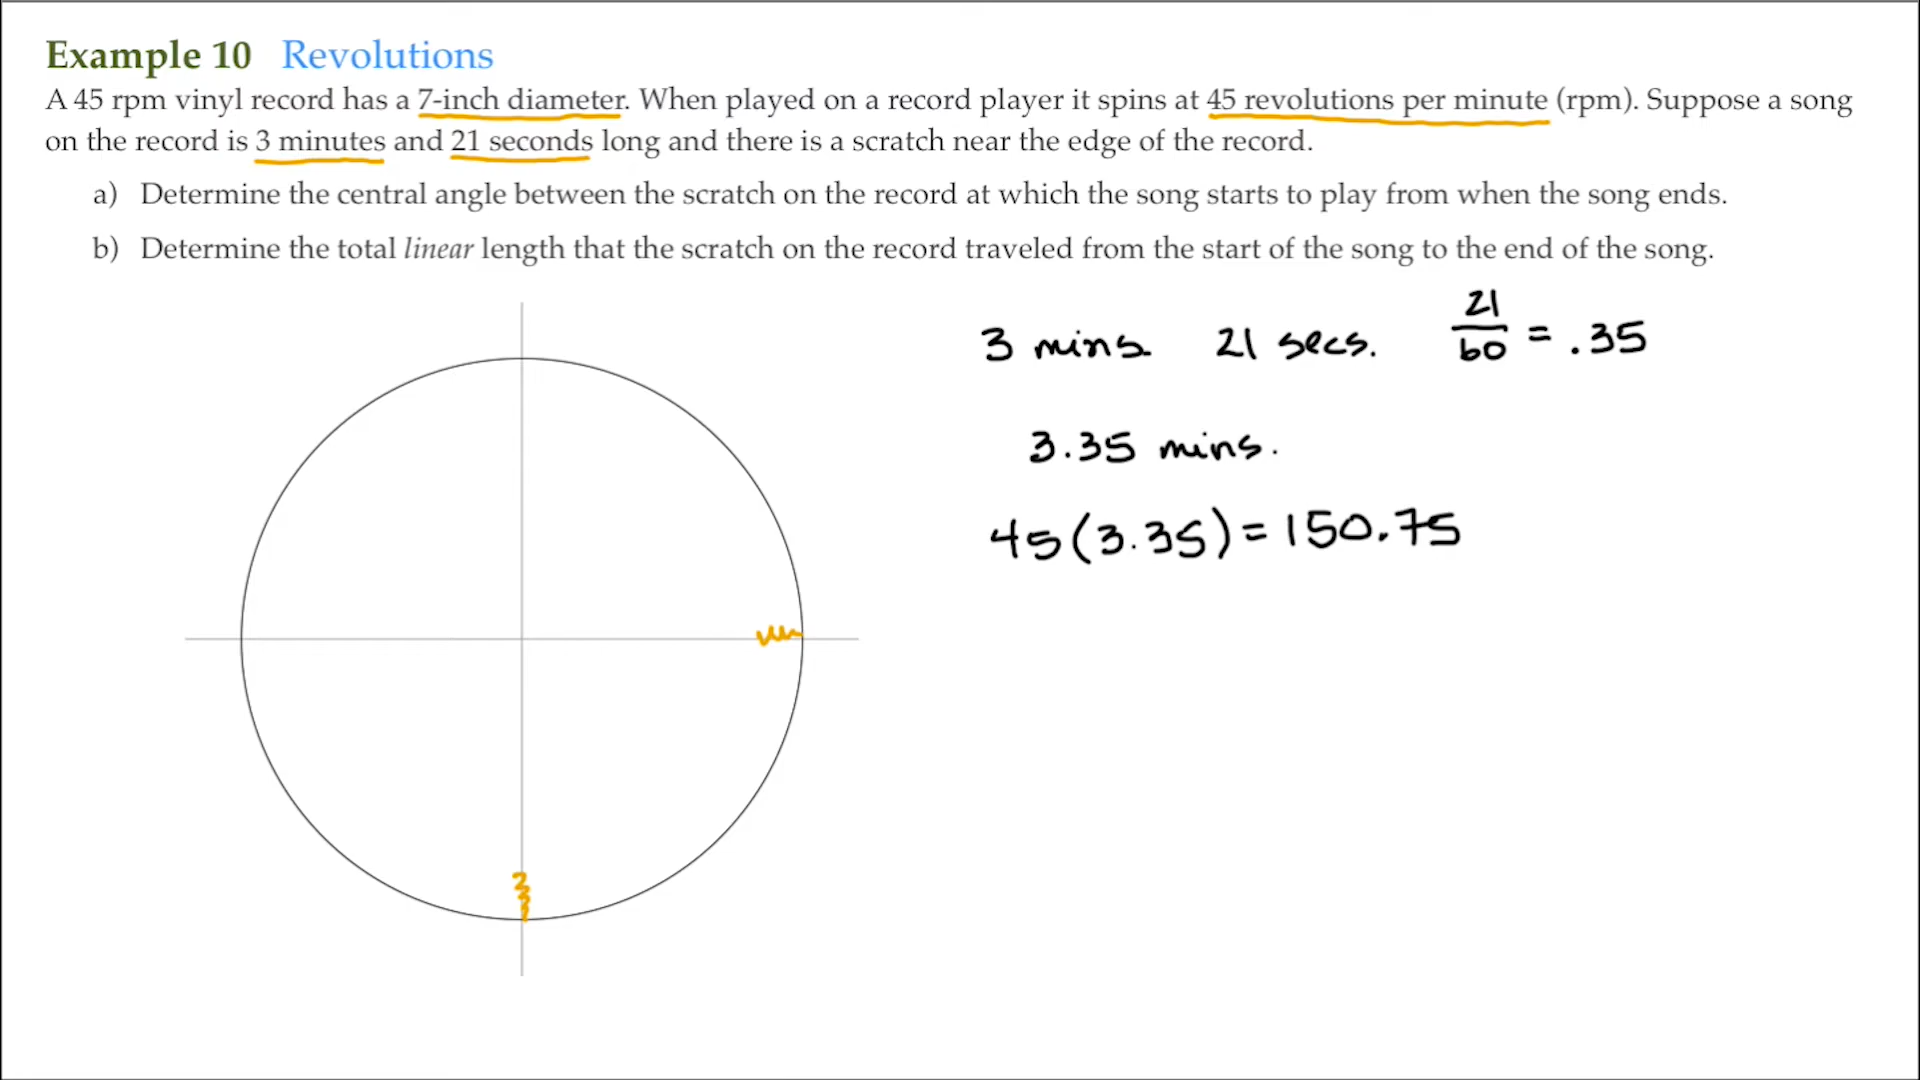 Example 10 Revolutions
A 45 rpm vinyl record has a 7-inch diameter. When played on a record player it spins at 45 revolutions per minute (rpm). Suppose a song
on the record is 3 minutes and 21 seconds long and there is a scratch near the edge of the record.
a) Determine the central angle between the scratch on the record at which the song starts to play from when the song ends.
b) Determine the total linear length that the scratch on the record traveled from the start of the song to the end of the song.
3 mins. 21 secs. 21/60 = .35
3.35 mins.
45(3.35) = 150.75